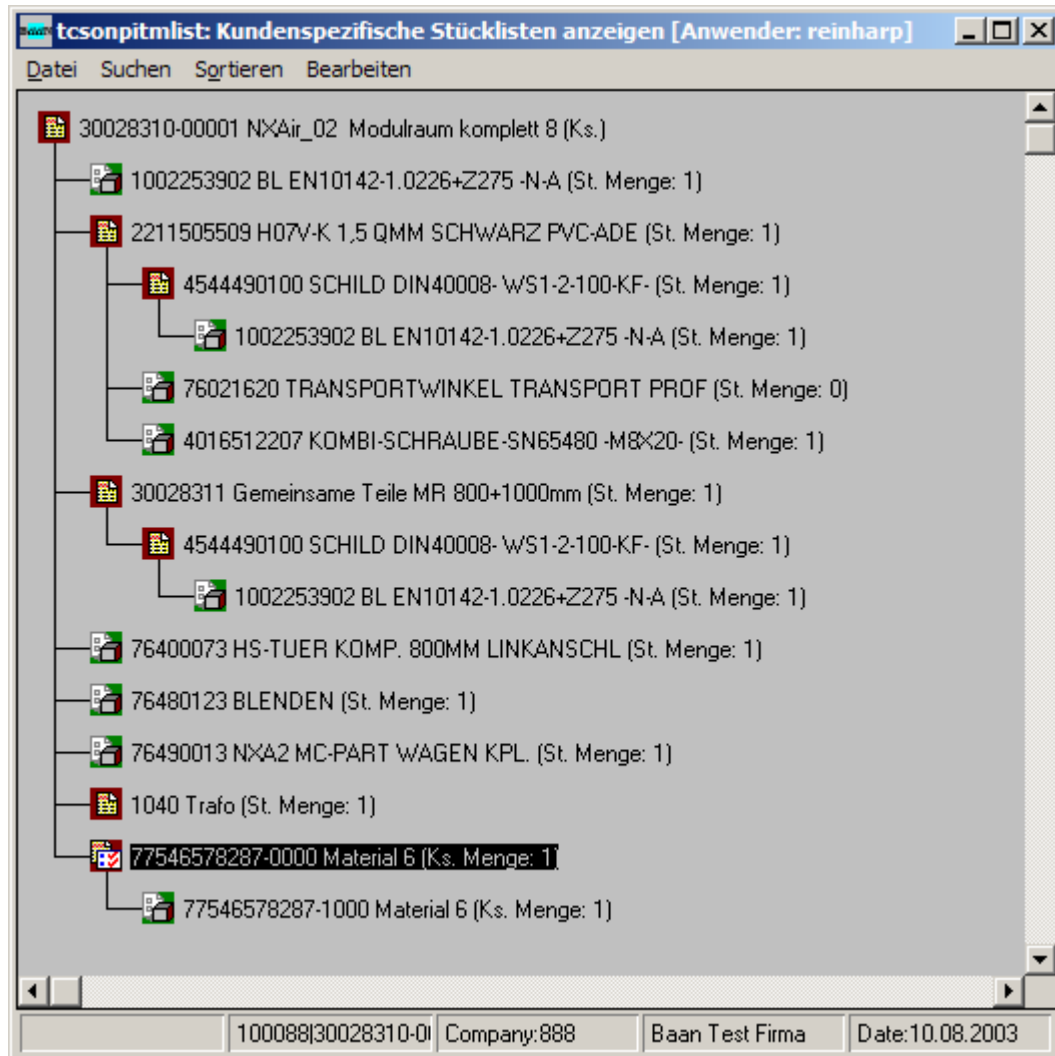 tcsonpitmlist: Kundenspezifische Stücklisten anzeigen [Anwender: reinharp]
Datei Suchen Sortieren Bearbeiten
30028310-00001 NXAir_02 Modulraum komplett 8 (Ks.)
1002253902 BL EN10142-1.0226+Z275 -N-A (St. Menge: 1)
2211505509 H07V-K 1,5 QMM SCHWARZ PVC-ADE (St. Menge: 1)
4544490100 SCHILD DIN40008- WS1-2-100-KF- (St. Menge: 1)
1002253902 BL EN10142-1.0226+Z275 -N-A (St. Menge: 1)
76021620 TRANSPORTWINKEL TRANSPORT PROF (St. Menge: 0)
4016512207 KOMBI-SCHRAUBE-SN65480 -M8X20- (St. Menge: 1)
30028311 Gemeinsame Teile MR 800+1000mm (St. Menge: 1)
4544490100 SCHILD DIN40008- WS1-2-100-KF- (St. Menge: 1)
1002253902 BL EN10142-1.0226+Z275 -N-A (St. Menge: 1)
76400073 HS-TUER KOMP. 800MM LINKANSCHL (St. Menge: 1)
76480123 BLENDEN (St. Menge: 1)
76490013 NXA2 MC-PART WAGEN KPL. (St. Menge: 1)
1040 Trafo (St. Menge: 1)
77546578287-0000 Material 6 (Ks. Menge: 1)
77546578287-1000 Material 6 (Ks. Menge: 1)
100088|30028310-0 Company:888 Baan Test Firma Date:10.08.2003